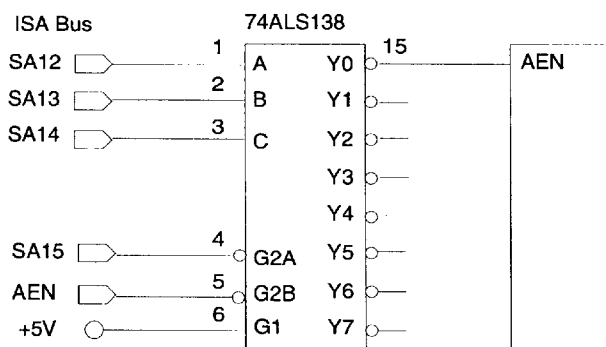 ISA Bus 74ALS138
1 15
SA12 A Y0 AEN
2
SA13 B Y1
3
SA14 C Y2
Y3
Y4
4
SA15 G2A Y5
5
AEN G2B Y6
6
+5V G1 Y7